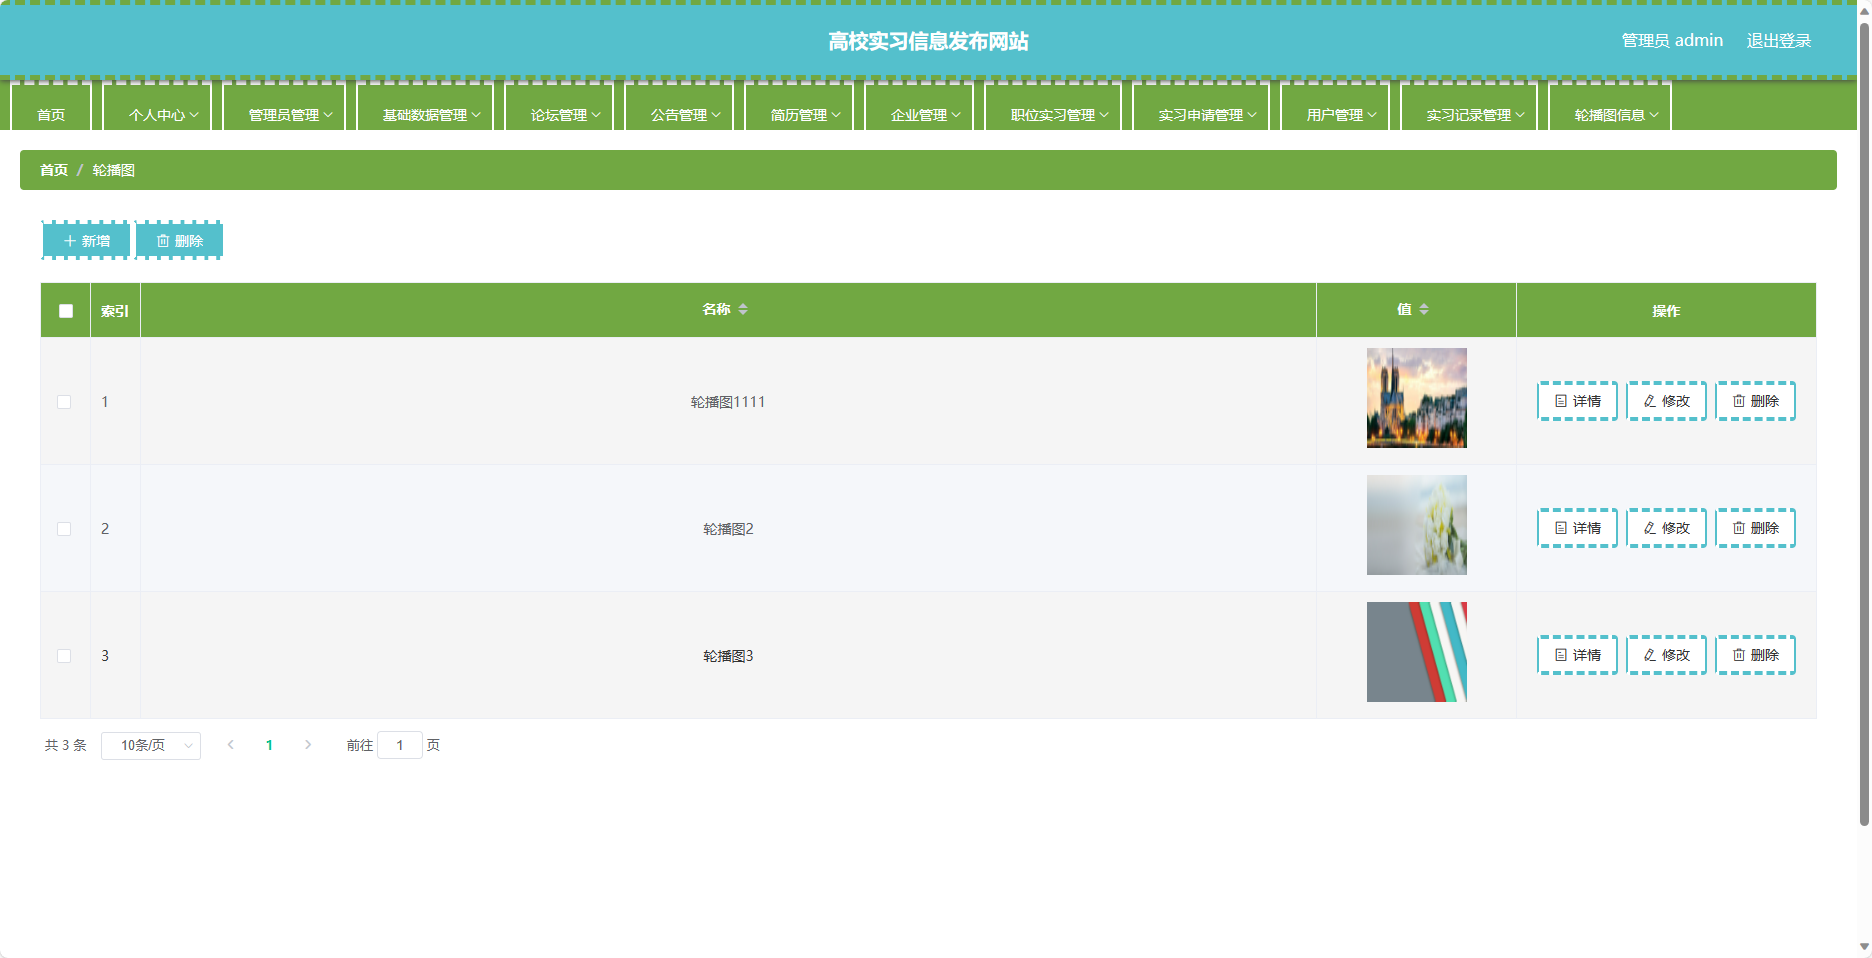 高校实习信息发布网站
管理员 admin 退出登录
首页 个人中心 管理员管理 基础数据管理 论坛管理 公告管理 简历管理 企业管理 职位实习管理 实习申请管理 用户管理 实习记录管理 轮播图信息
首页 / 轮播图
新增 删除
索引 名称 值 操作
1 轮播图1111 详情 修改 删除
2 轮播图2 详情 修改 删除
3 轮播图3 详情 修改 删除
共 3 条 10条/页 1 前往 1 页